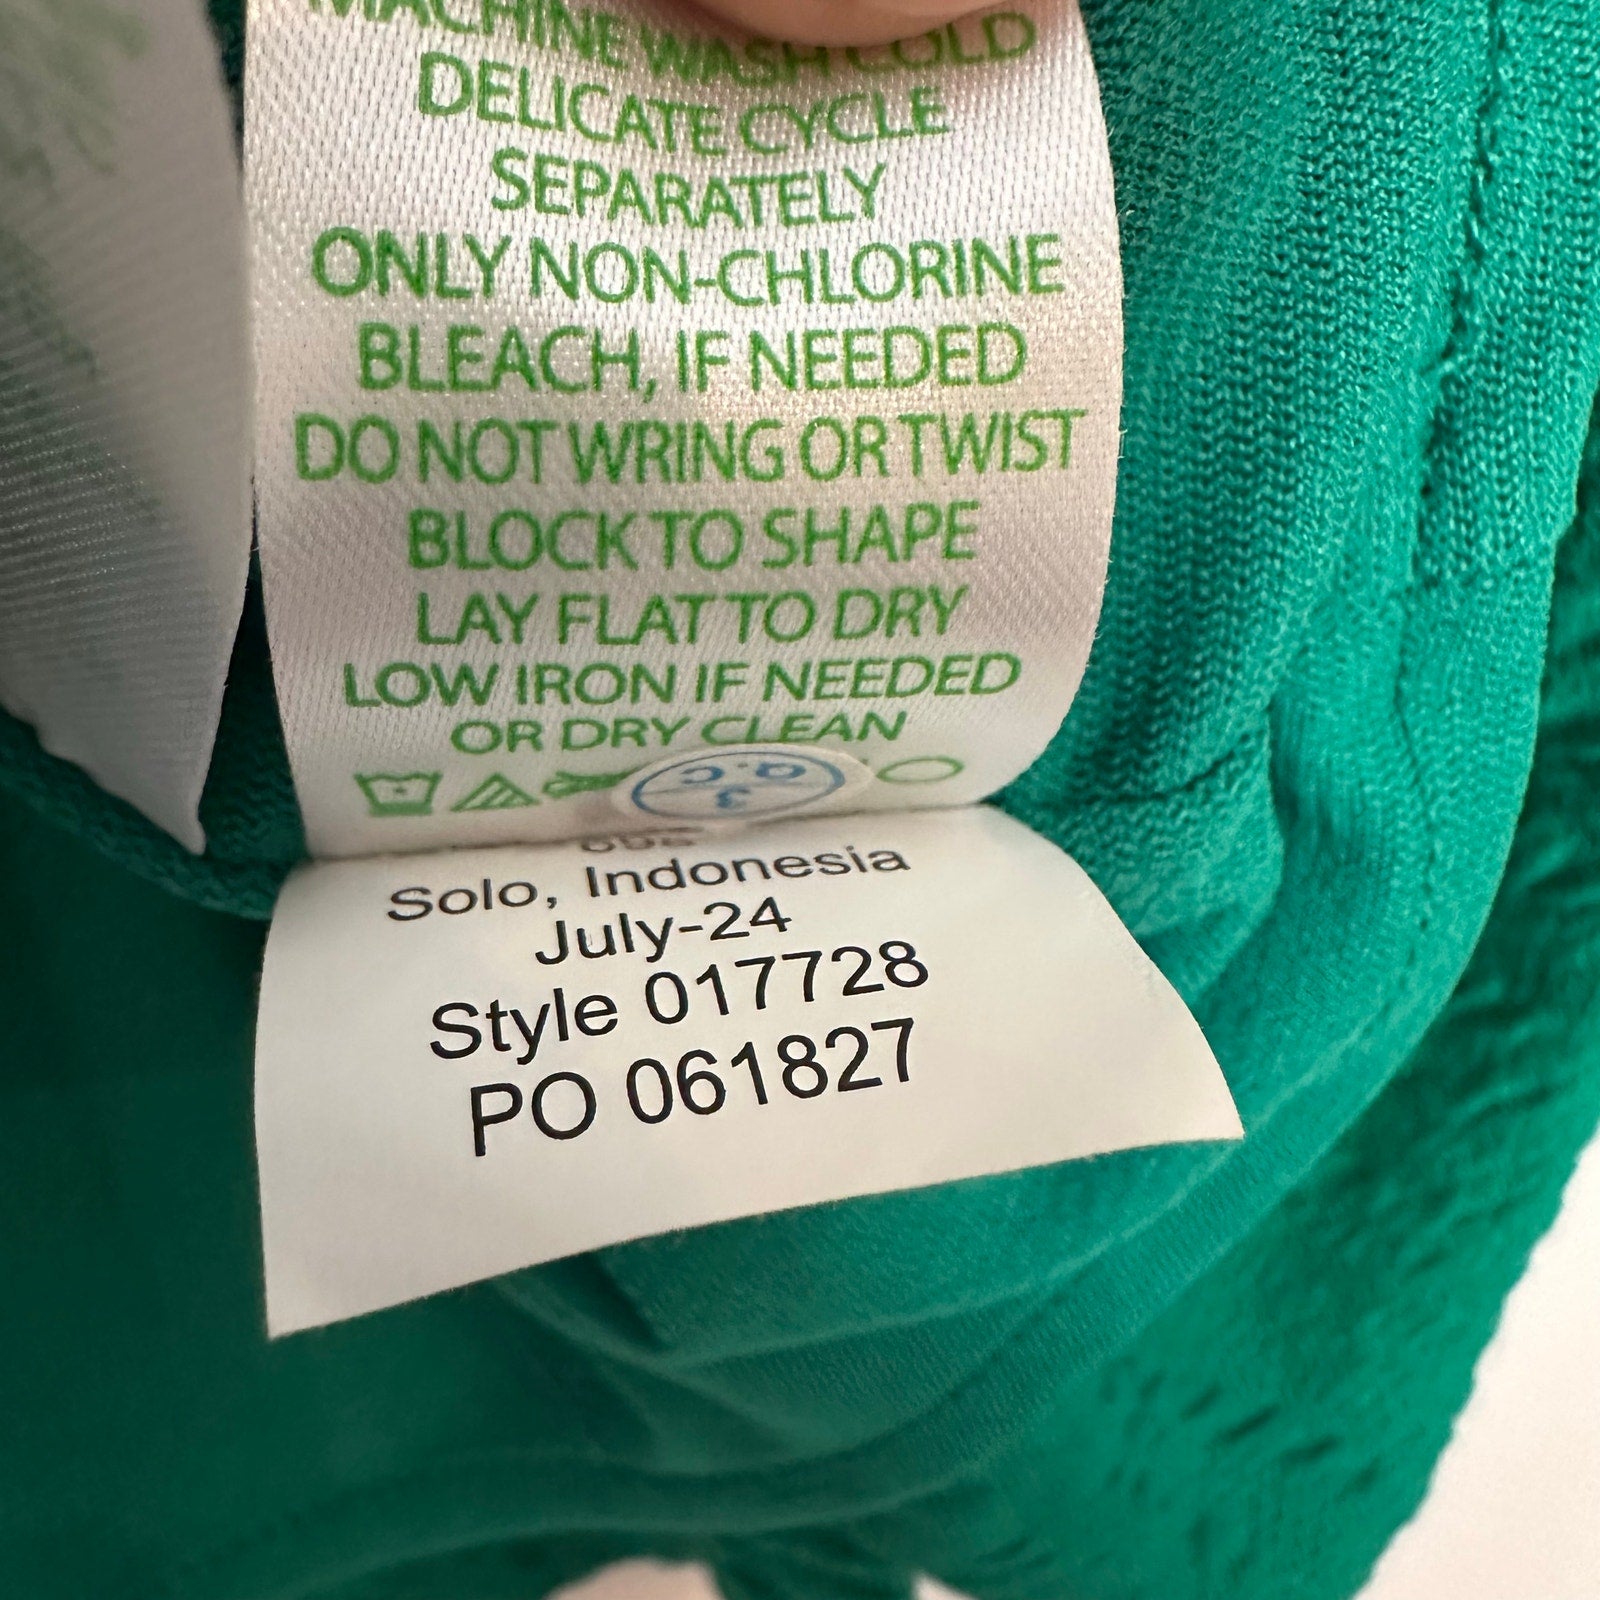 MACHINE WASH COLD
DELICATE CYCLE
SEPARATELY
ONLY NON-CHLORINE
BLEACH, IF NEEDED
DO NOT WRING OR TWIST
BLOCK TO SHAPE
LAY FLAT TO DRY
LOW IRON IF NEEDED
OR DRY CLEAN
Q.C
3
Solo, Indonesia
July-24
Style 017728
PO 061827